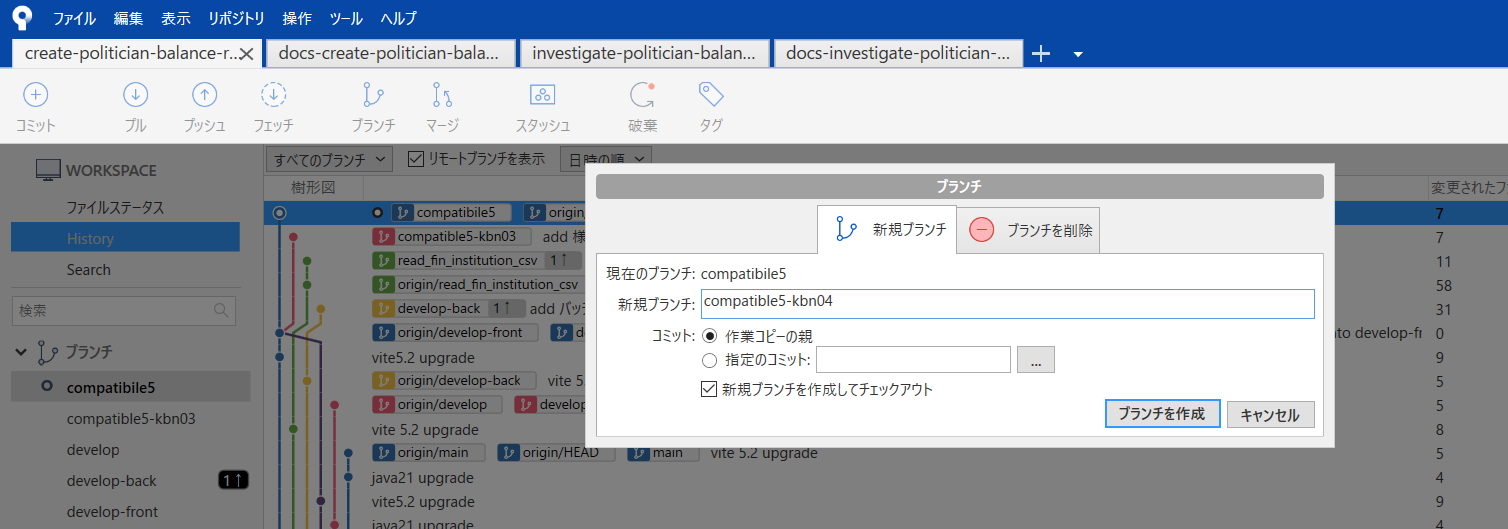 ファイル 編集 表示 リポジトリ 操作 ツール ヘルプ
create-politician-balance-r... docs-create-politician-bala... investigate-politician-balan... docs-investigate-politician-...
コミット プル プッシュ フェッチ ブランチ マージ スタッシュ 破棄 タグ
WORKSPACE
ファイルステータス
History
Search
検索
ブランチ
compatibile5
compatible5-kbn03
develop
develop-back 1↑
develop-front
すべてのブランチ リモートブランチを表示 日時の順
樹形図 変更されたフ
compatibile5 origin/ 7
compatible5-kbn03 add 様 7
read_fin_institution_csv 1↑ 11
origin/read_fin_institution_csv 58
develop-back 1↑ add バッチ 31
origin/develop-front nto develop-fr 0
vite5.2 upgrade 9
origin/develop-back vite 5. 5
origin/develop develop 5
vite 5.2 upgrade 8
origin/main origin/HEAD main vite 5.2 upgrade 5
java21 upgrade 4
vite5.2 upgrade 9
java21 upgrade 4
ブランチ
新規ブランチ ブランチを削除
現在のブランチ: compatibile5
新規ブランチ: compatible5-kbn04
コミット: 作業コピーの親
指定のコミット: ...
新規ブランチを作成してチェックアウト
ブランチを作成 キャンセル